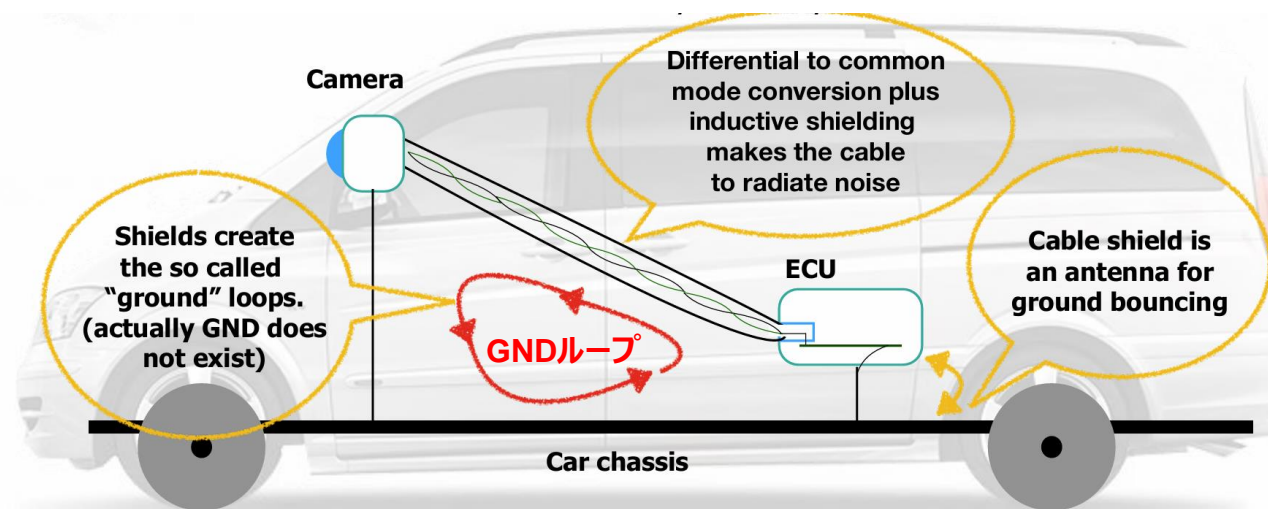 Camera
Differential to common
mode conversion plus
inductive shielding
makes the cable
to radiate noise
Shields create
the so called
“ground” loops.
(actually GND does
not exist)
ECU
Cable shield is
an antenna for
ground bouncing
GNDループ
Car chassis